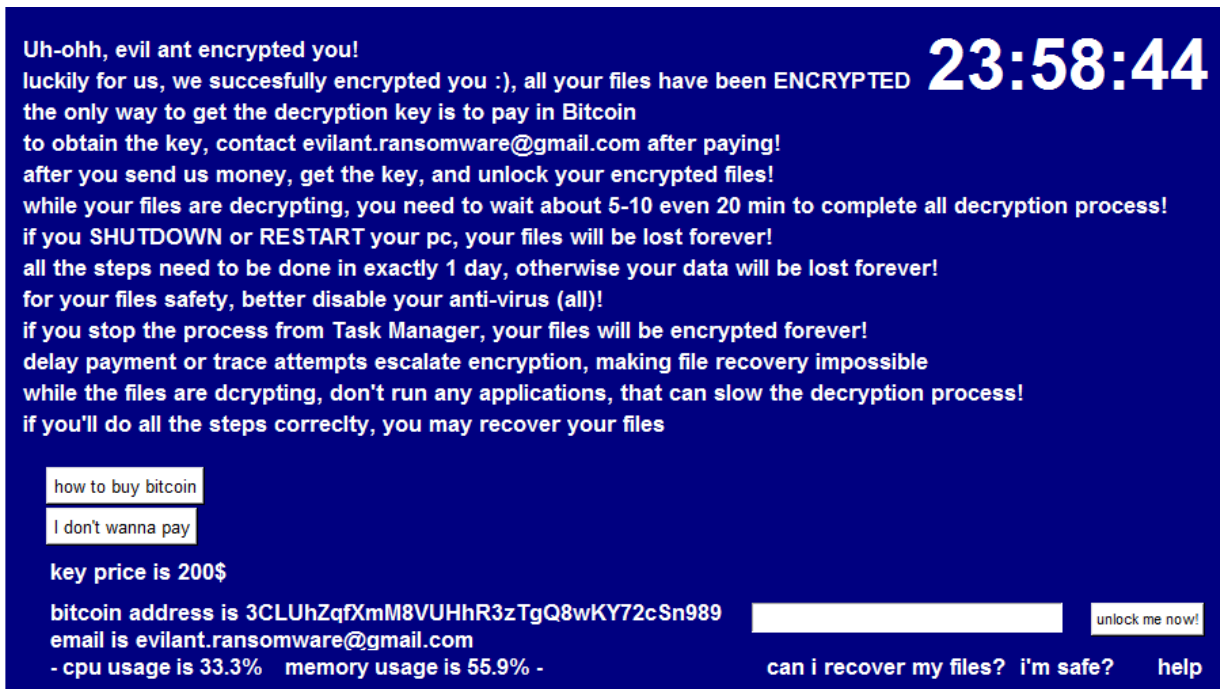 Uh-ohh, evil ant encrypted you!
23:58:44
luckily for us, we succesfully encrypted you :), all your files have been ENCRYPTED
the only way to get the decryption key is to pay in Bitcoin
to obtain the key, contact evilant.ransomware@gmail.com after paying!
after you send us money, get the key, and unlock your encrypted files!
while your files are decrypting, you need to wait about 5-10 even 20 min to complete all decryption process!
if you SHUTDOWN or RESTART your pc, your files will be lost forever!
all the steps need to be done in exactly 1 day, otherwise your data will be lost forever!
for your files safety, better disable your anti-virus (all)!
if you stop the process from Task Manager, your files will be encrypted forever!
delay payment or trace attempts escalate encryption, making file recovery impossible
while the files are dcrypting, don't run any applications, that can slow the decryption process!
if you'll do all the steps correclty, you may recover your files
how to buy bitcoin
I don't wanna pay
key price is 200$
bitcoin address is 3CLUhZqfXmM8VUHhR3zTgQ8wKY72cSn989
unlock me now!
email is evilant.ransomware@gmail.com
- cpu usage is 33.3% memory usage is 55.9% -
can i recover my files? i'm safe? help